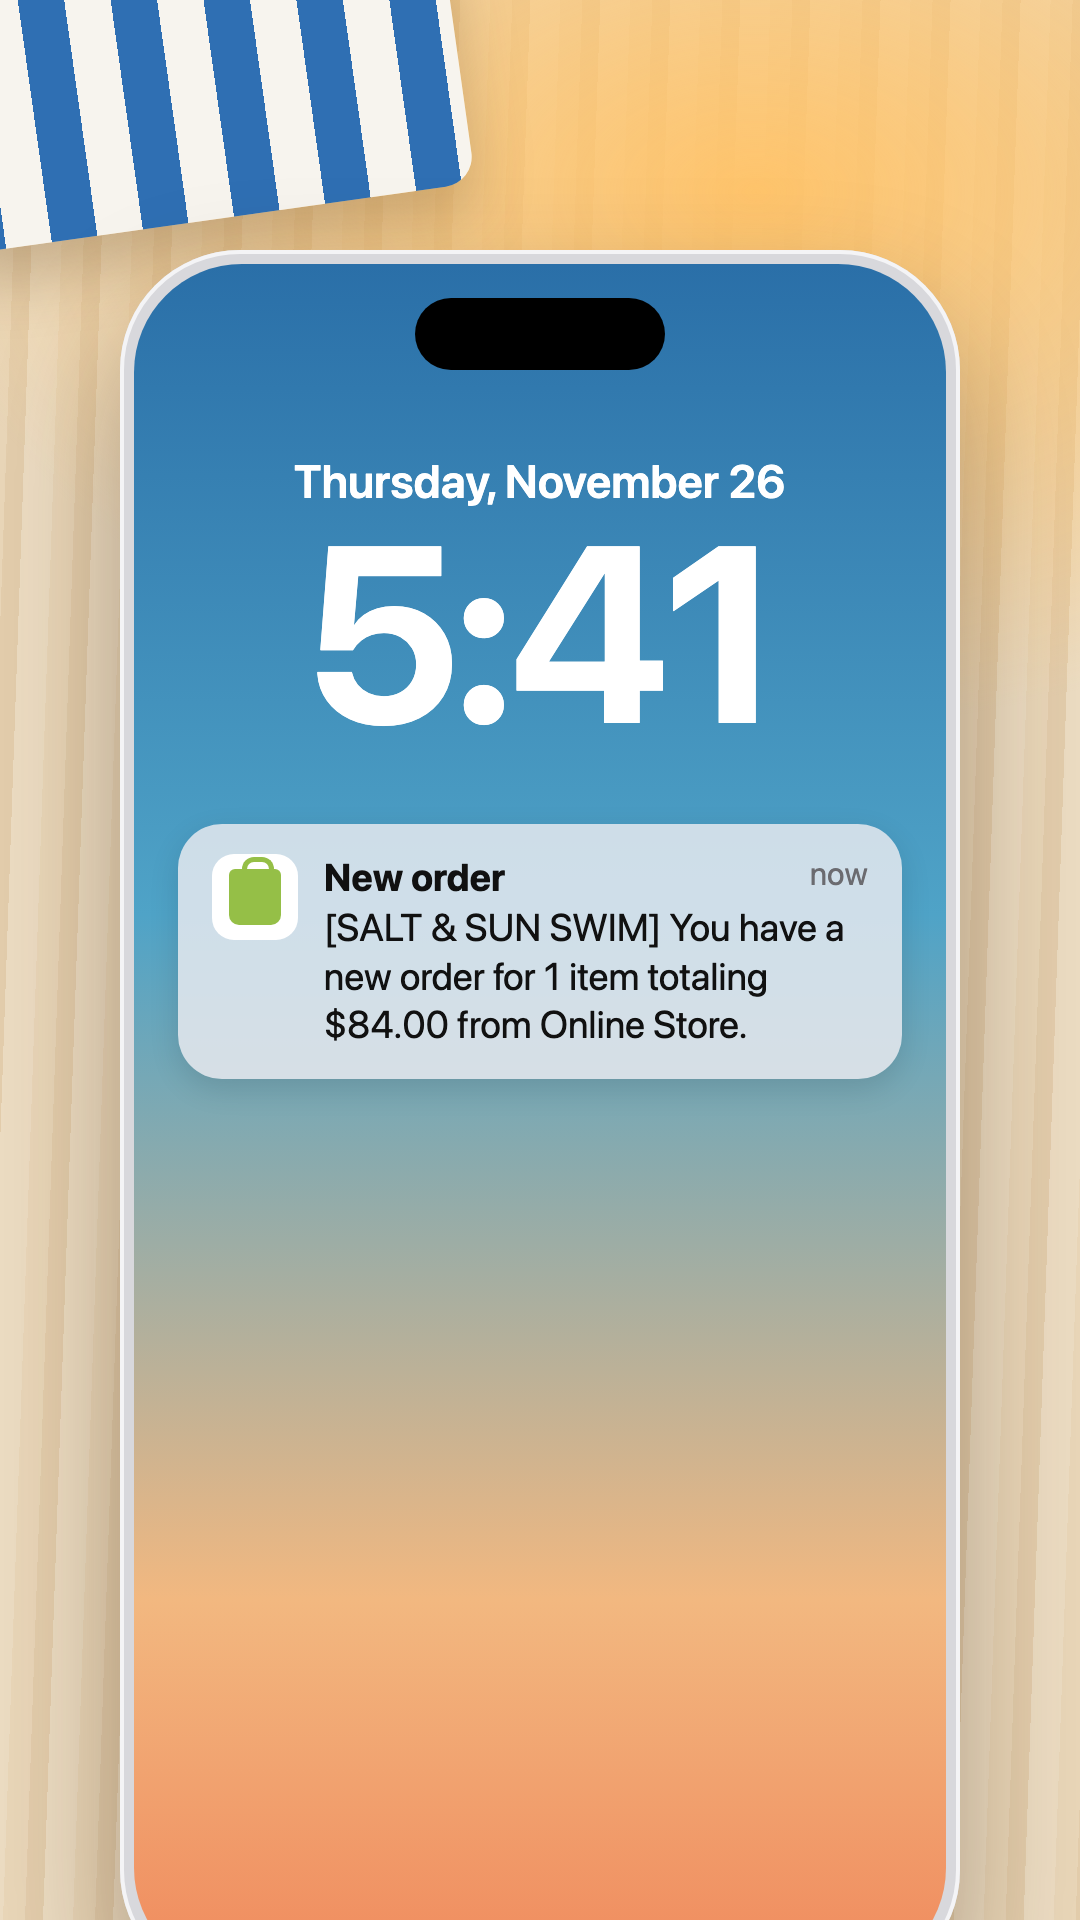 Thursday, November 26
5:41
New order
now
[SALT & SUN SWIM] You have a
new order for 1 item totaling
$84.00 from Online Store.